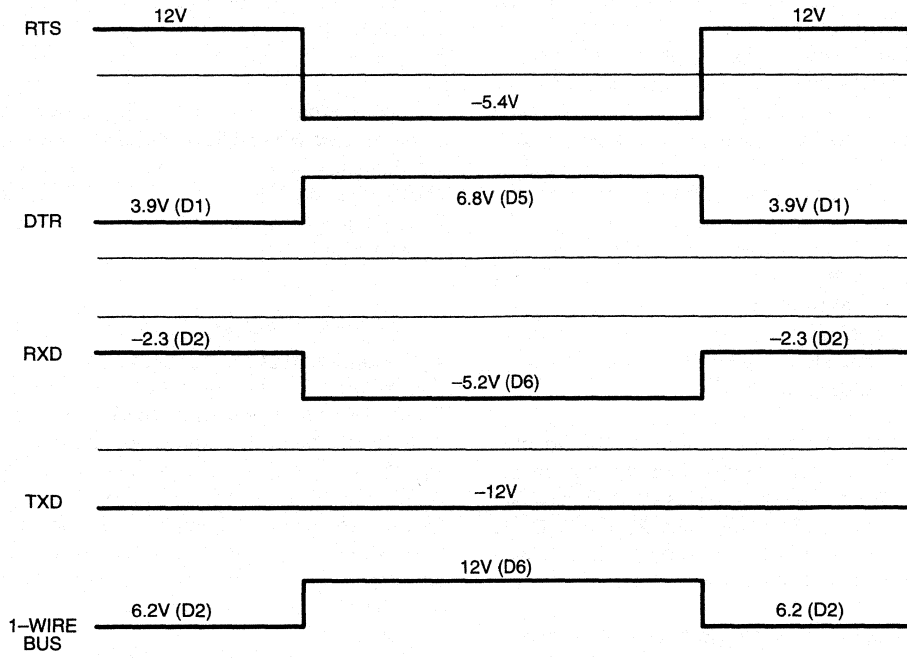 12V
12V
RTS
−5.4V
3.9V (D1)
6.8V (D5)
3.9V (D1)
DTR
−2.3 (D2)
−2.3 (D2)
RXD
−5.2V (D6)
−12V
TXD
12V (D6)
6.2V (D2)
6.2 (D2)
1–WIRE
BUS